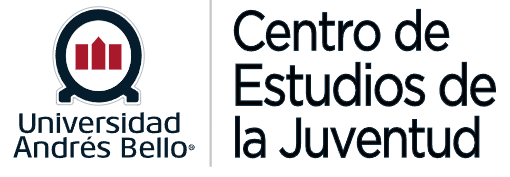 Universidad
Andrés Bello®
Centro de
Estudios de
la Juventud